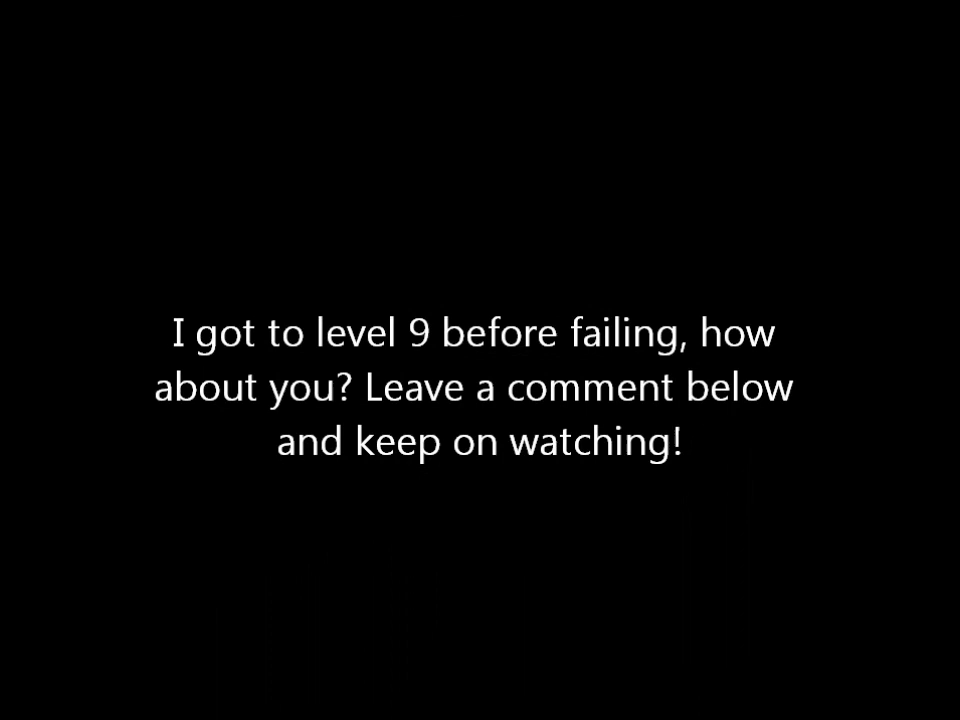 I got to level 9 before failing, how
about you? Leave a comment below
and keep on watching!